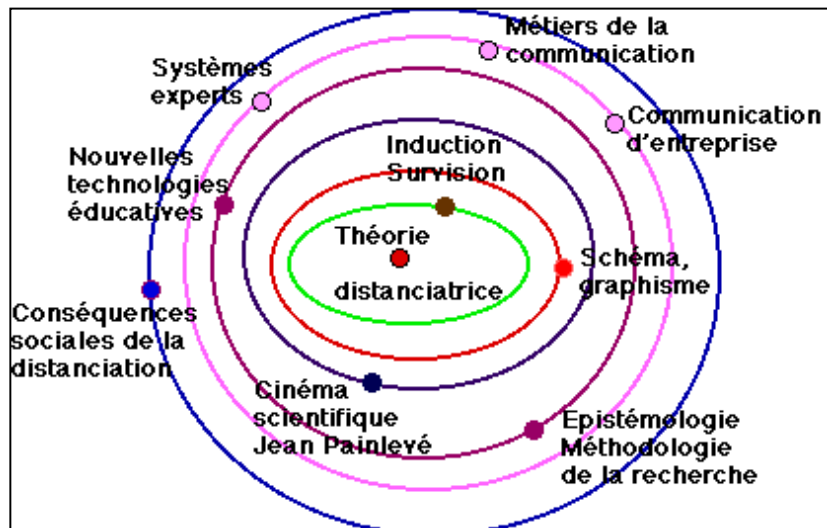 Métiers de la
communication
Systèmes
experts
Communication
d'entreprise
Induction
Survision
Nouvelles
technologies
éducatives
Théorie
distanciatrice
Schéma,
graphisme
Conséquences
sociales de la
distanciation
Cinéma
scientifique
Jean Painlevé
Epistémologie
Méthodologie
de la recherche